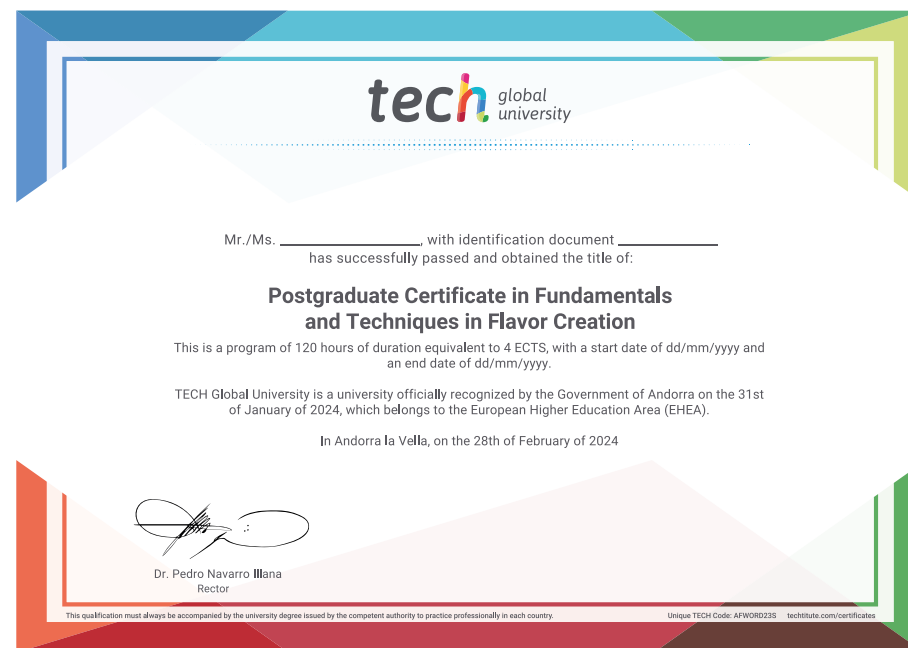 tech global university
Mr./Ms. ____________, with identification document ____________
has successfully passed and obtained the title of:
Postgraduate Certificate in Fundamentals
and Techniques in Flavor Creation
This is a program of 120 hours of duration equivalent to 4 ECTS, with a start date of dd/mm/yyyy and
an end date of dd/mm/yyyy.
TECH Global University is a university officially recognized by the Government of Andorra on the 31st
of January of 2024, which belongs to the European Higher Education Area (EHEA).
In Andorra la Vella, on the 28th of February of 2024
Dr. Pedro Navarro Illana
Rector
This qualification must always be accompanied by the university degree issued by the competent authority to practice professionally in each country. Unique TECH Code: AFWORD23S techtitute.com/certificates